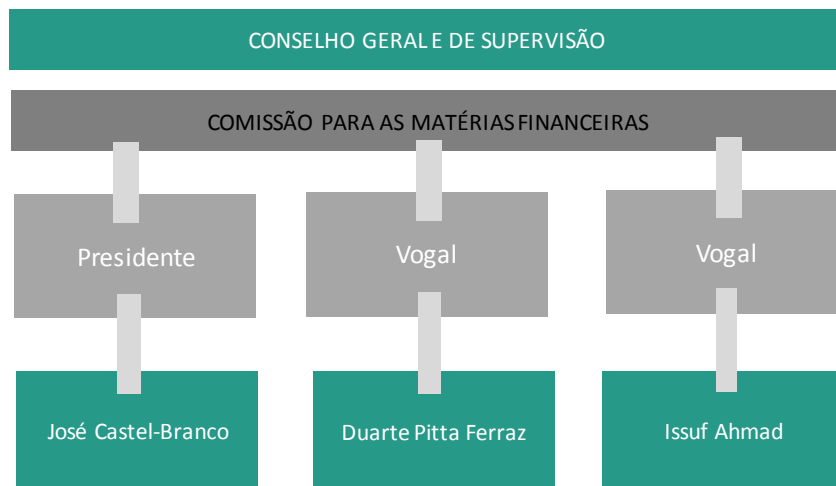 CONSELHO GERAL E DE SUPERVISÃO
COMISSÃO PARA AS MATÉRIAS FINANCEIRAS
Presidente
Vogal
Vogal
José Castel-Branco
Duarte Pitta Ferraz
Issuf Ahmad